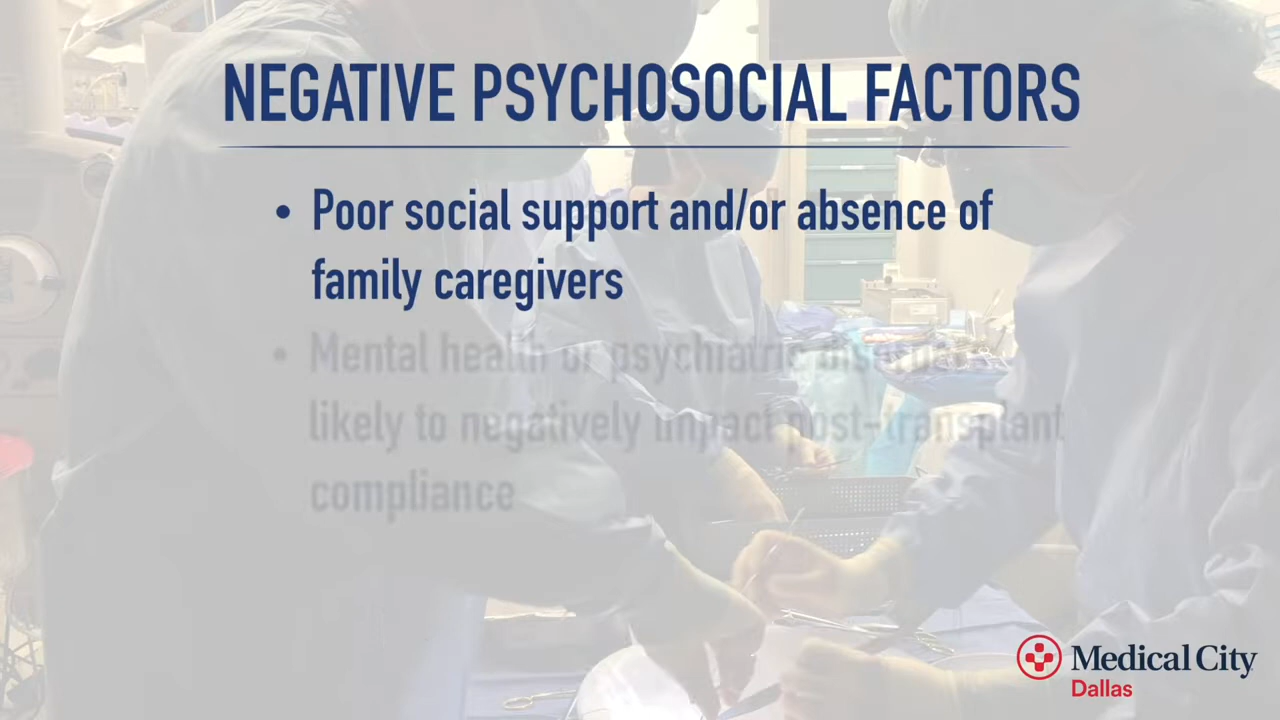 NEGATIVE PSYCHOSOCIAL FACTORS
• Poor social support and/or absence of
family caregivers
• Mental health or psychiatric
likely to negatively impact post-transplant
compliance
Medical City
Dallas